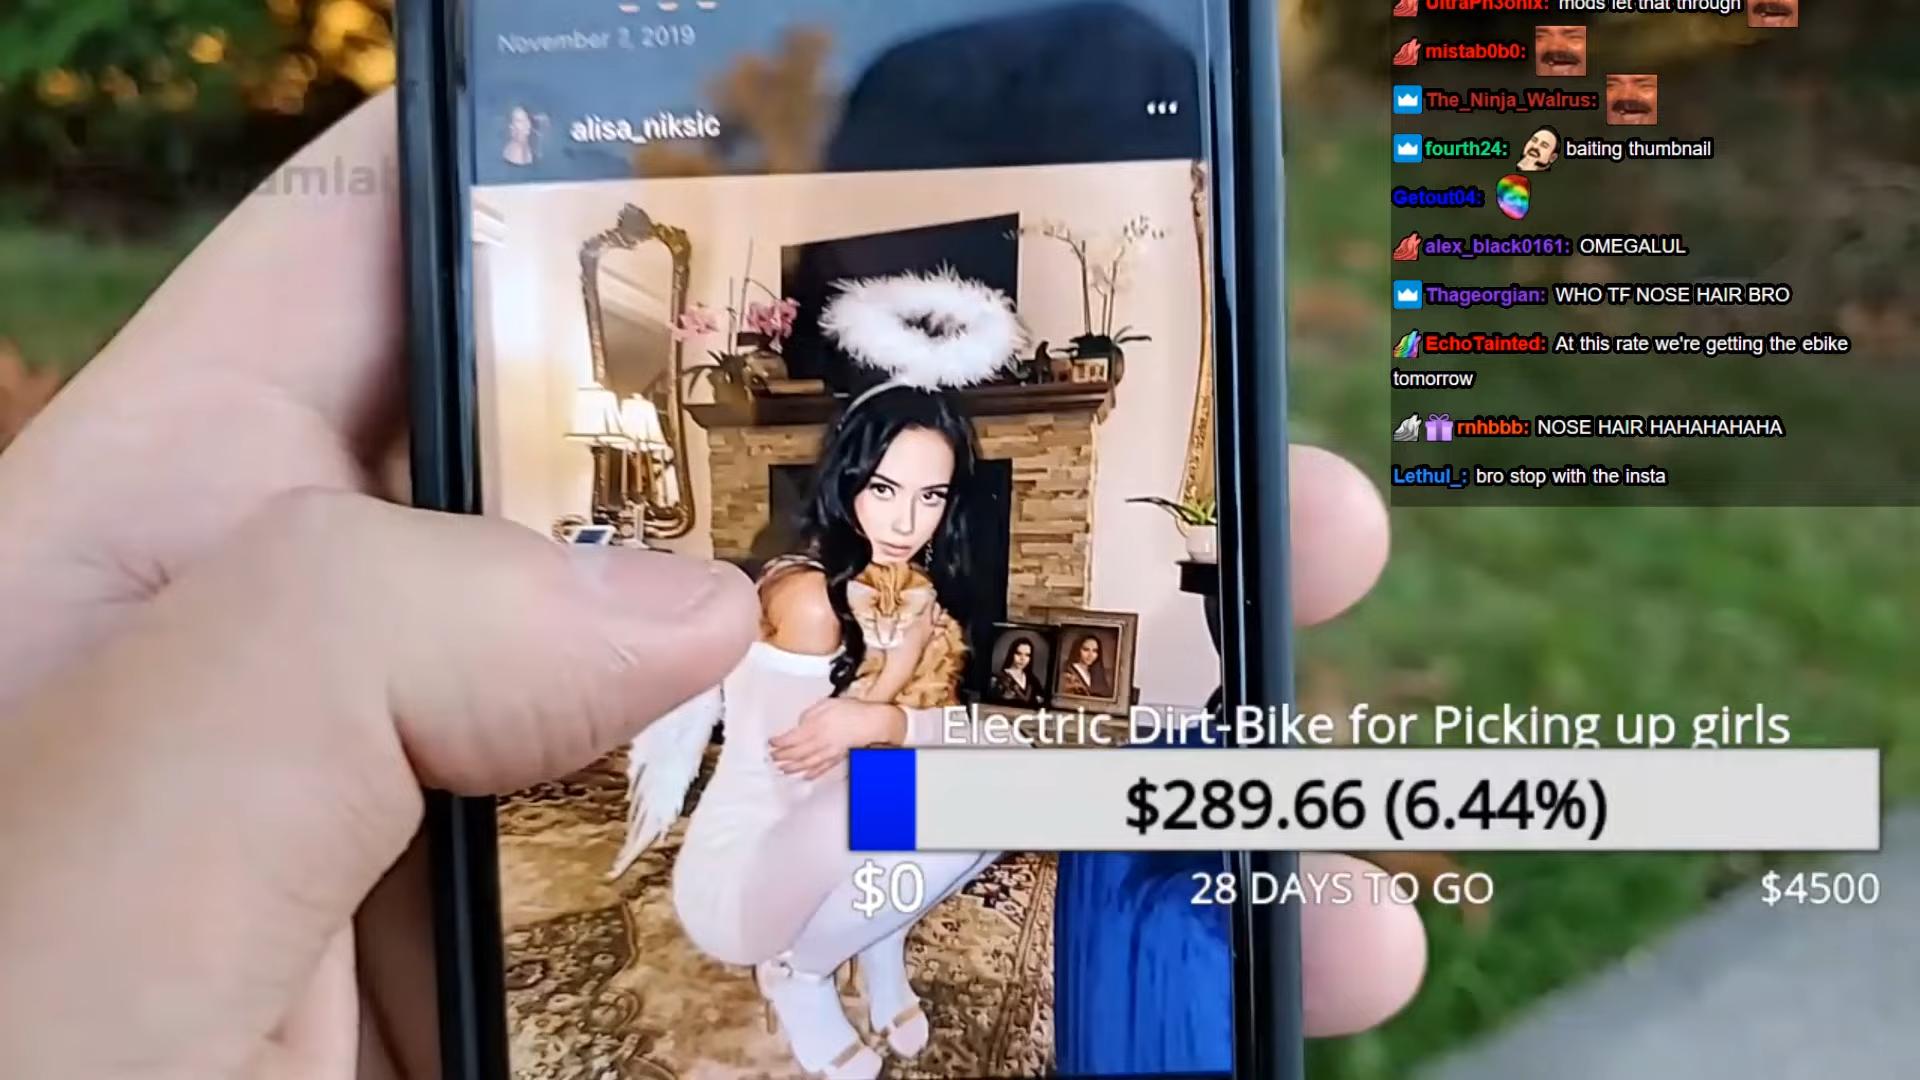 November 2, 2019
alisa_niksic
UltraPh3onix: mods let that through
mistab0b0:
The_Ninja_Walrus:
fourth24: baiting thumbnail
Getout04:
alex_black0161: OMEGALUL
Thageorgian: WHO TF NOSE HAIR BRO
EchoTainted: At this rate we're getting the ebike
tomorrow
rnhbbb: NOSE HAIR HAHAHAHAHA
Lethul_: bro stop with the insta
Electric Dirt-Bike for Picking up girls
$289.66 (6.44%)
$0 28 DAYS TO GO $4500